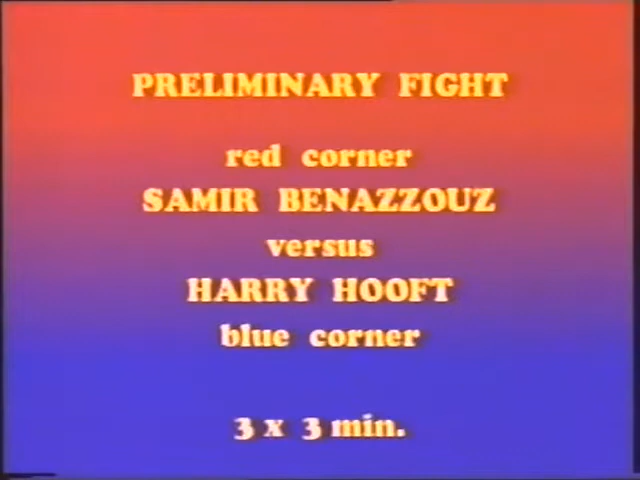 PRELIMINARY FIGHT
red corner
SAMIR BENAZZOUZ
versus
HARRY HOOFT
blue corner
3 x 3 min.